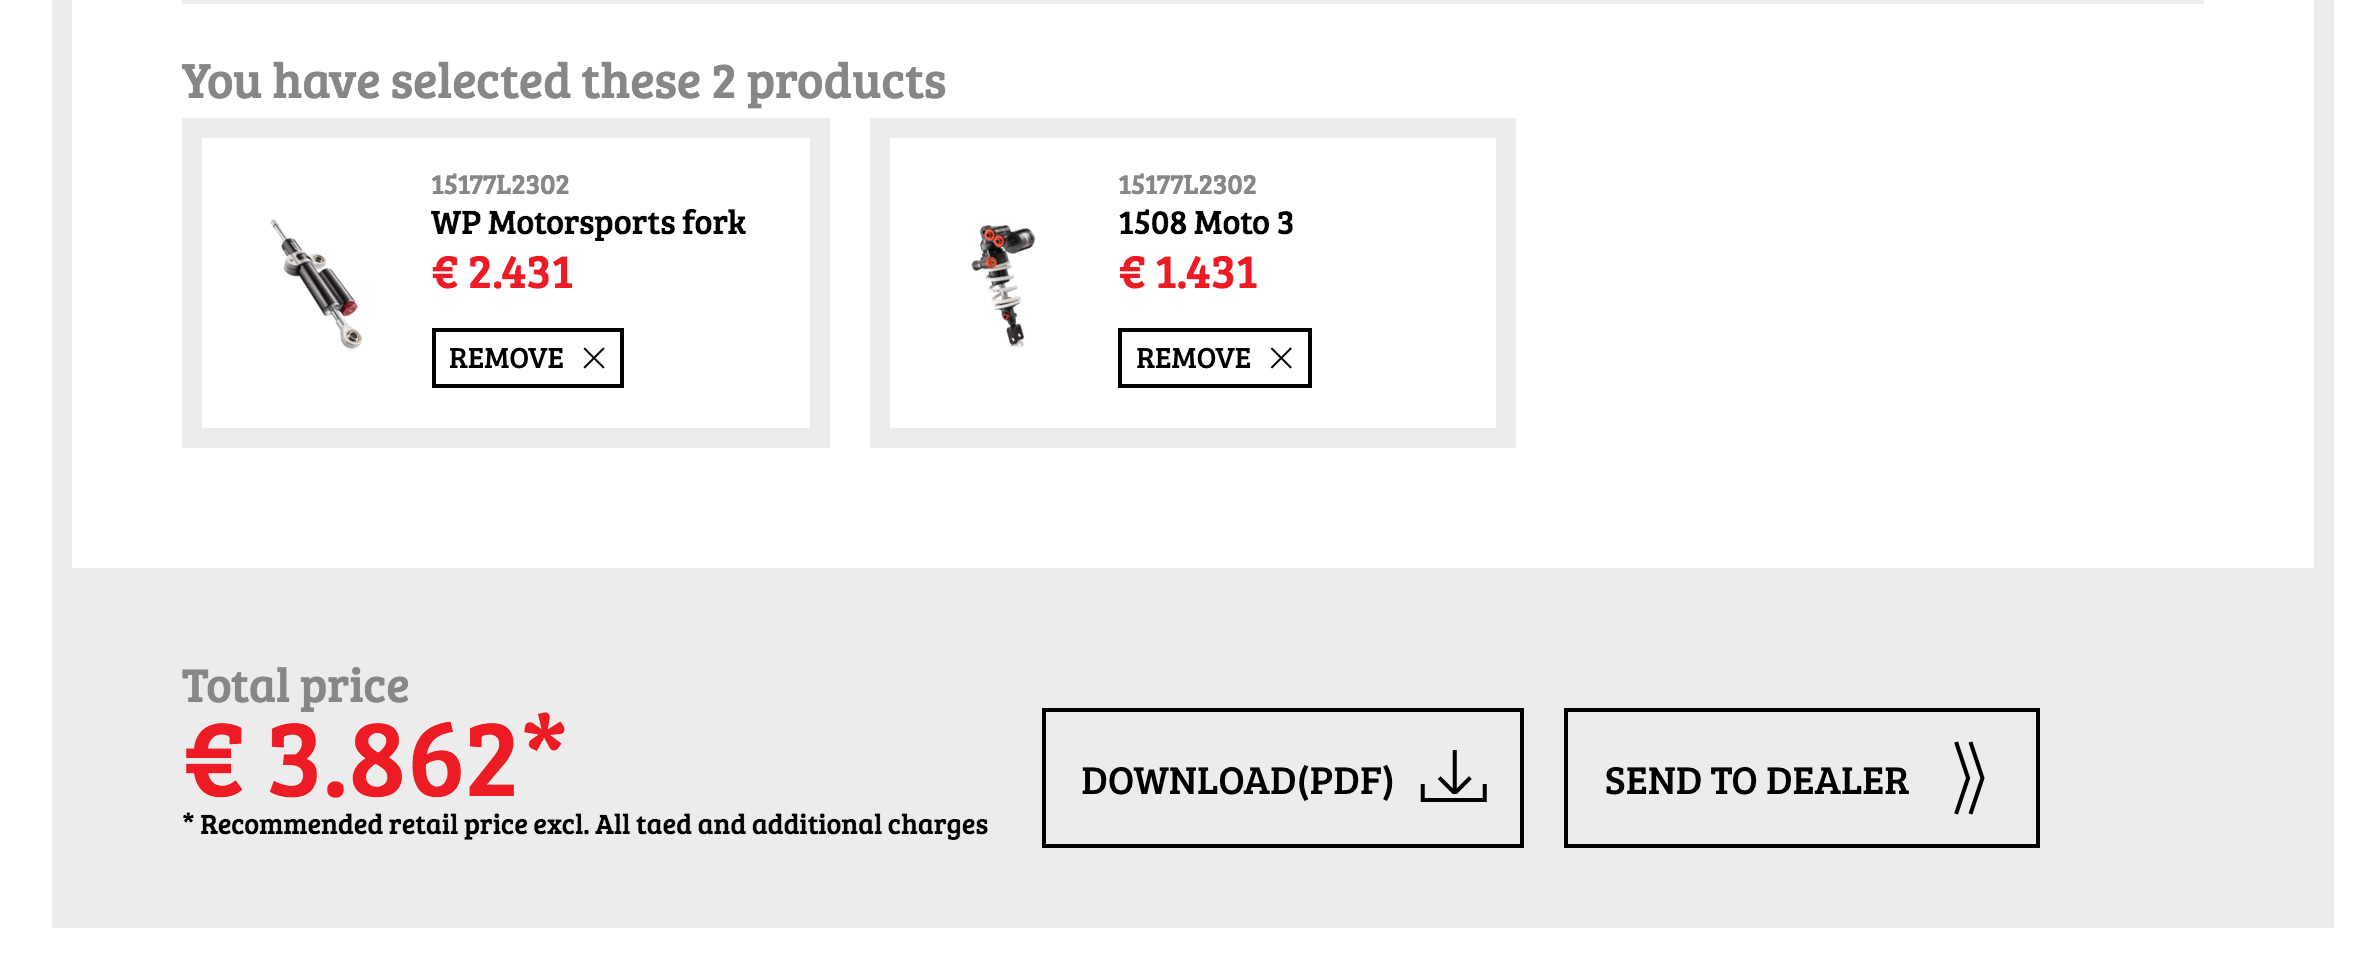 You have selected these 2 products
15177L2302
WP Motorsports fork
€ 2.431
REMOVE
15177L2302
1508 Moto 3
€ 1.431
REMOVE
Total price
€ 3.862*
* Recommended retail price excl. All taed and additional charges
DOWNLOAD(PDF)
SEND TO DEALER